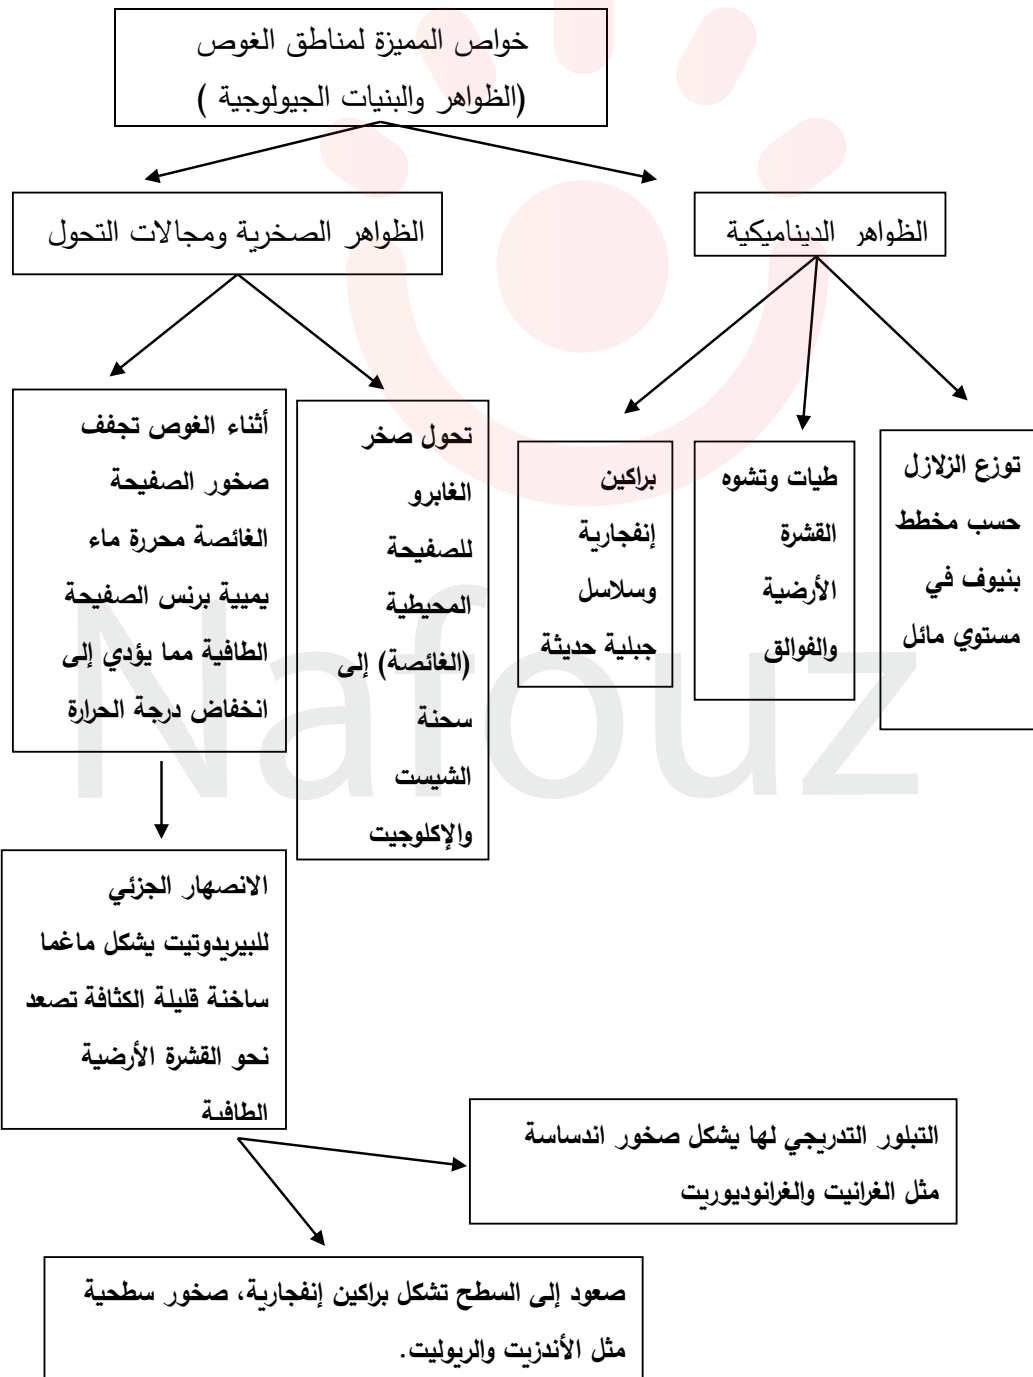 خواص المميزة لمناطق الغوص
(الظواهر والبنيات الجيولوجية )
الظواهر الديناميكية
الظواهر الصخرية ومجالات التحول
توزع الزلازل
حسب مخطط
بنيوف في
مستوي مائل
طيات وتشوه
القشرة
الأرضية
والفوالق
براكين
إنفجارية
وسلاسل
جبلية حديثة
تحول صخر
الغابرو
للصفيحة
المحيطية
(الغائصة) إلى
سحنة
الشيست
والإكلوجيت
أثناء الغوص تجفف
صخور الصفيحة
الغائصة محررة ماء
يميية برنس الصفيحة
الطافية مما يؤدي إلى
انخفاض درجة الحرارة
الانصهار الجزئي
للبيريدوتيت يشكل ماغما
ساخنة قليلة الكثافة تصعد
نحو القشرة الأرضية
الطافية
التبلور التدريجي لها يشكل صخور اندساسة
مثل الغرانيت والغرانوديوريت
صعود إلى السطح تشكل براكين إنفجارية، صخور سطحية
مثل الأندزيت والريوليت.
Nafouz